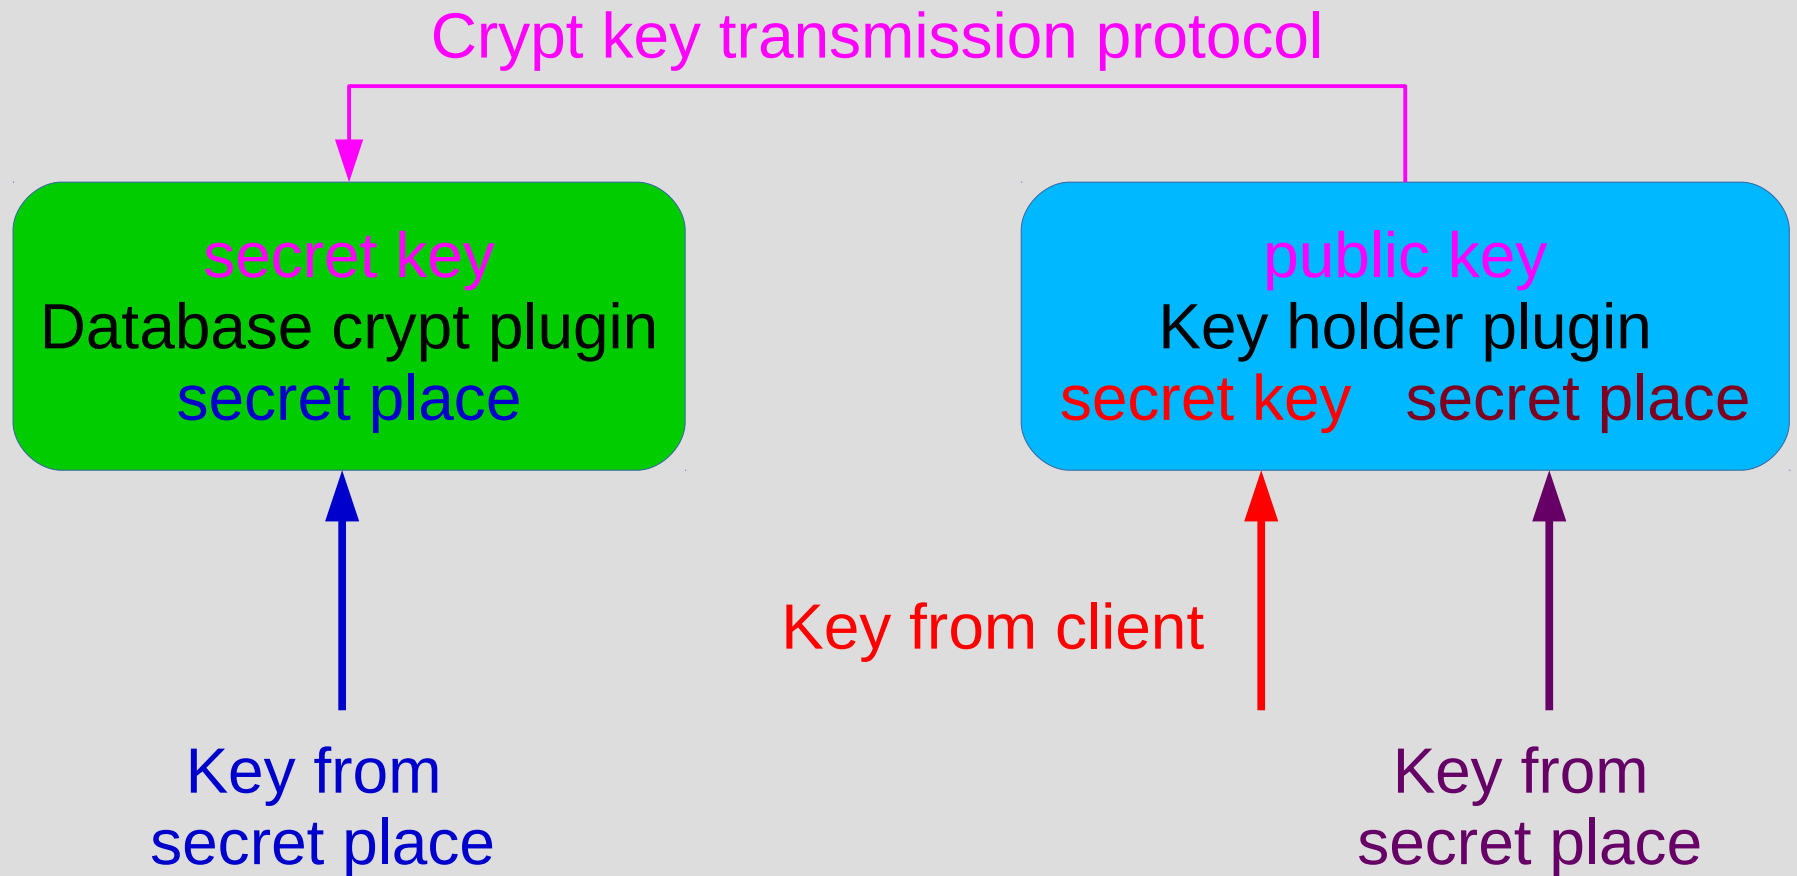 Crypt key transmission protocol
secret key
Database crypt plugin
secret place
public key
Key holder plugin
secret key secret place
Key from client
Key from
secret place
Key from
secret place